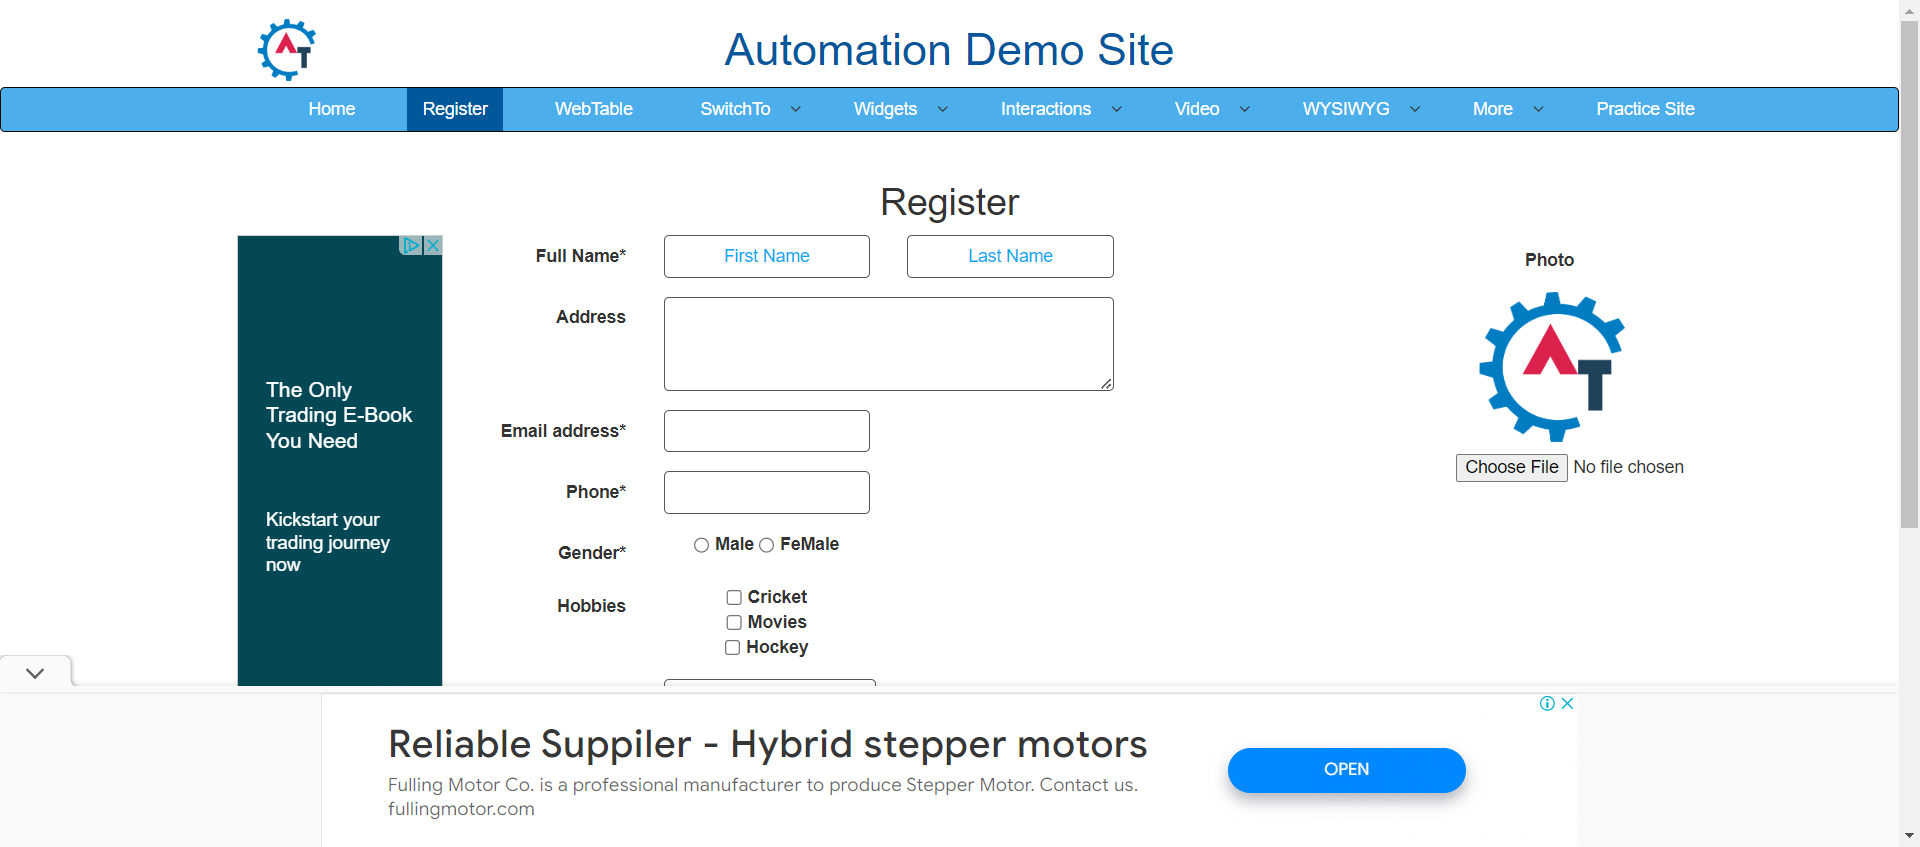 AT
Automation Demo Site
Home Register WebTable SwitchTo Widgets Interactions Video WYSIWYG More Practice Site
Register
Full Name* First Name Last Name
Photo
Address
AT
The Only
Trading E-Book
You Need
Email address*
Choose File No file chosen
Phone*
Kickstart your
trading journey
now
Gender* Male FeMale
Hobbies Cricket
Movies
Hockey
Reliable Suppiler - Hybrid stepper motors
Fulling Motor Co. is a professional manufacturer to produce Stepper Motor. Contact us.
fullingmotor.com
OPEN